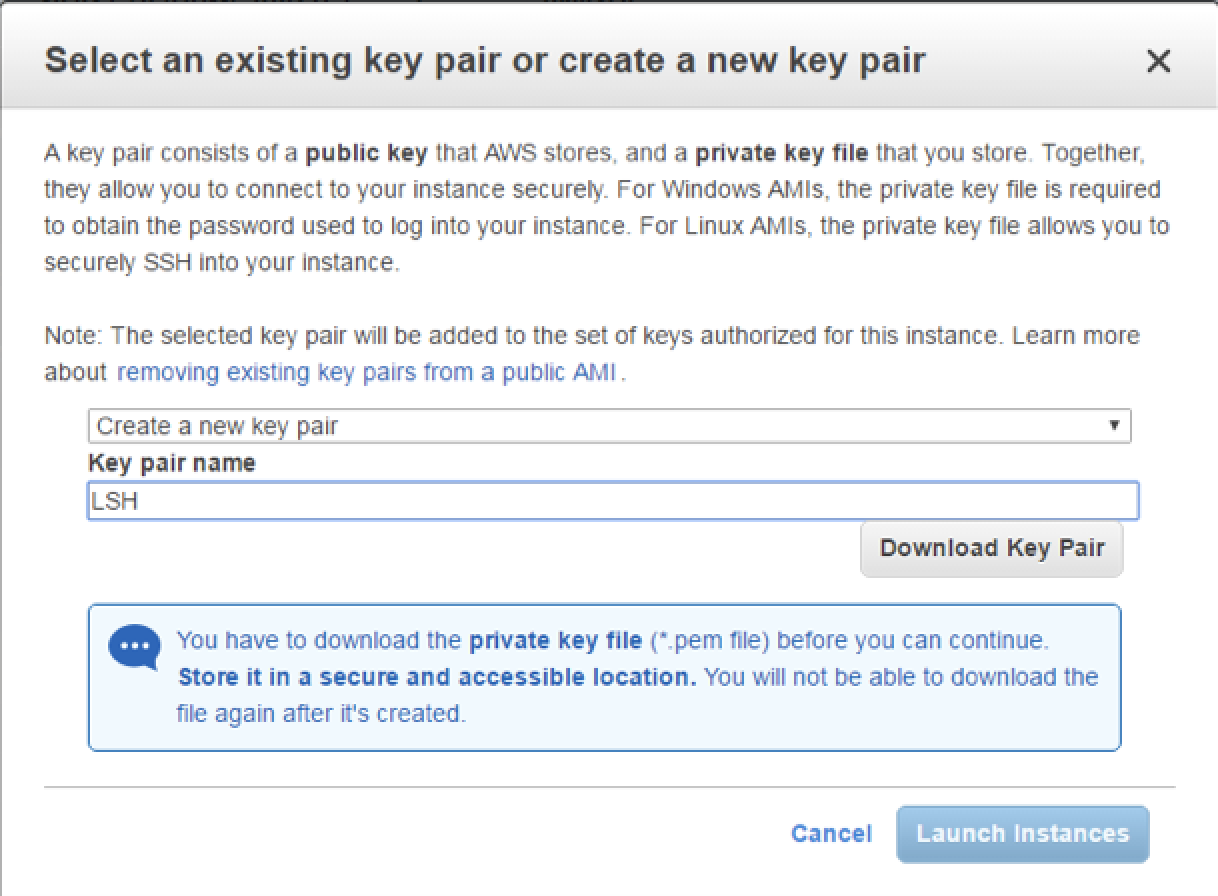 Select an existing key pair or create a new key pair
A key pair consists of a public key that AWS stores, and a private key file that you store. Together,
they allow you to connect to your instance securely. For Windows AMIs, the private key file is required
to obtain the password used to log into your instance. For Linux AMIs, the private key file allows you to
securely SSH into your instance.
Note: The selected key pair will be added to the set of keys authorized for this instance. Learn more
about removing existing key pairs from a public AMI .
Create a new key pair
Key pair name
LSH
Download Key Pair
You have to download the private key file (*.pem file) before you can continue.
Store it in a secure and accessible location. You will not be able to download the
file again after it's created.
Cancel
Launch Instances